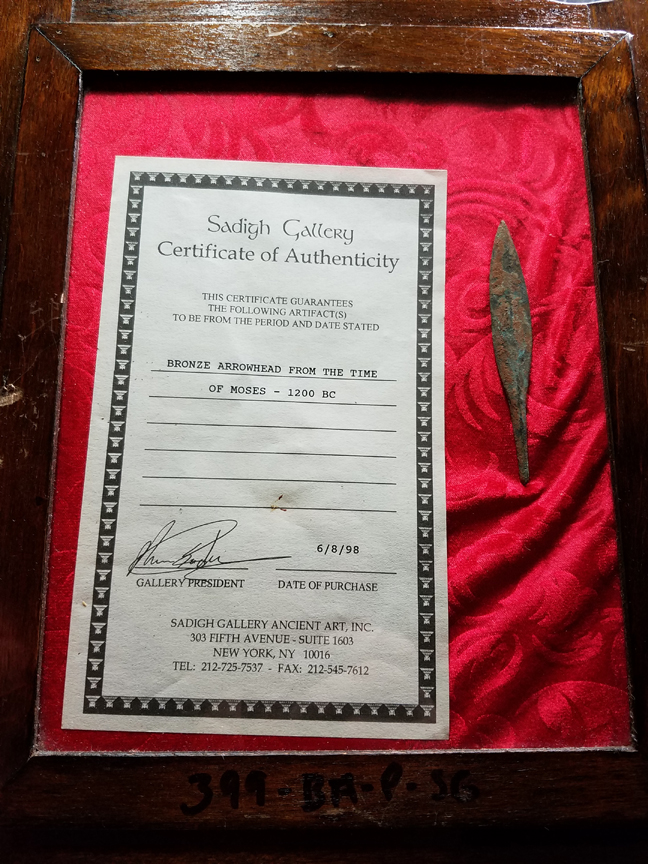 Sadigh Gallery
Certificate of Authenticity
THIS CERTIFICATE GUARANTEES
THE FOLLOWING ARTIFACT(S)
TO BE FROM THE PERIOD AND DATE STATED
BRONZE ARROWHEAD FROM THE TIME
OF MOSES - 1200 BC
6/8/98
GALLERY PRESIDENT DATE OF PURCHASE
SADIGH GALLERY ANCIENT ART, INC.
303 FIFTH AVENUE - SUITE 1603
NEW YORK, NY 10016
TEL: 212-725-7537 - FAX: 212-545-7612
399-BA-P-SG